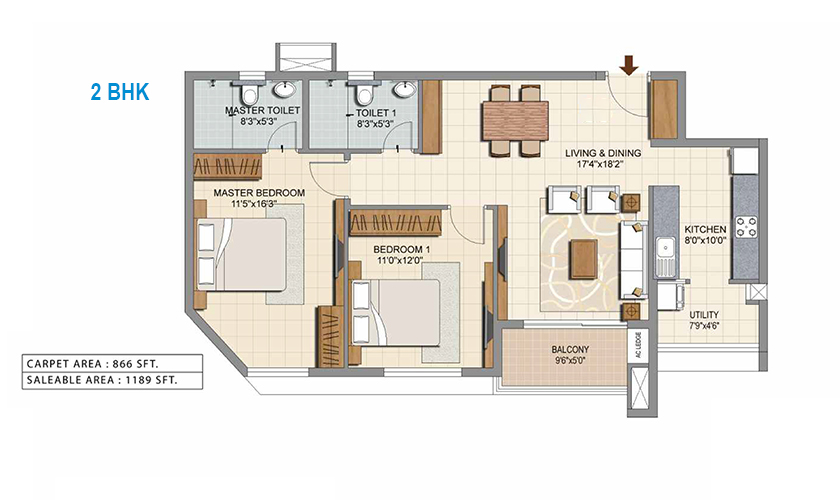 2 BHK
MASTER TOILET
8'3"x5'3"
TOILET 1
8'3"x5'3"
LIVING & DINING
17'4"x18'2"
MASTER BEDROOM
11'5"x16'3"
BEDROOM 1
11'0"x12'0"
KITCHEN
8'0"x10'0"
UTILITY
7'9"x4'6"
BALCONY
9'6"x5'0"
AC LEDGE
CARPET AREA : 866 SFT.
SALEABLE AREA : 1189 SFT.